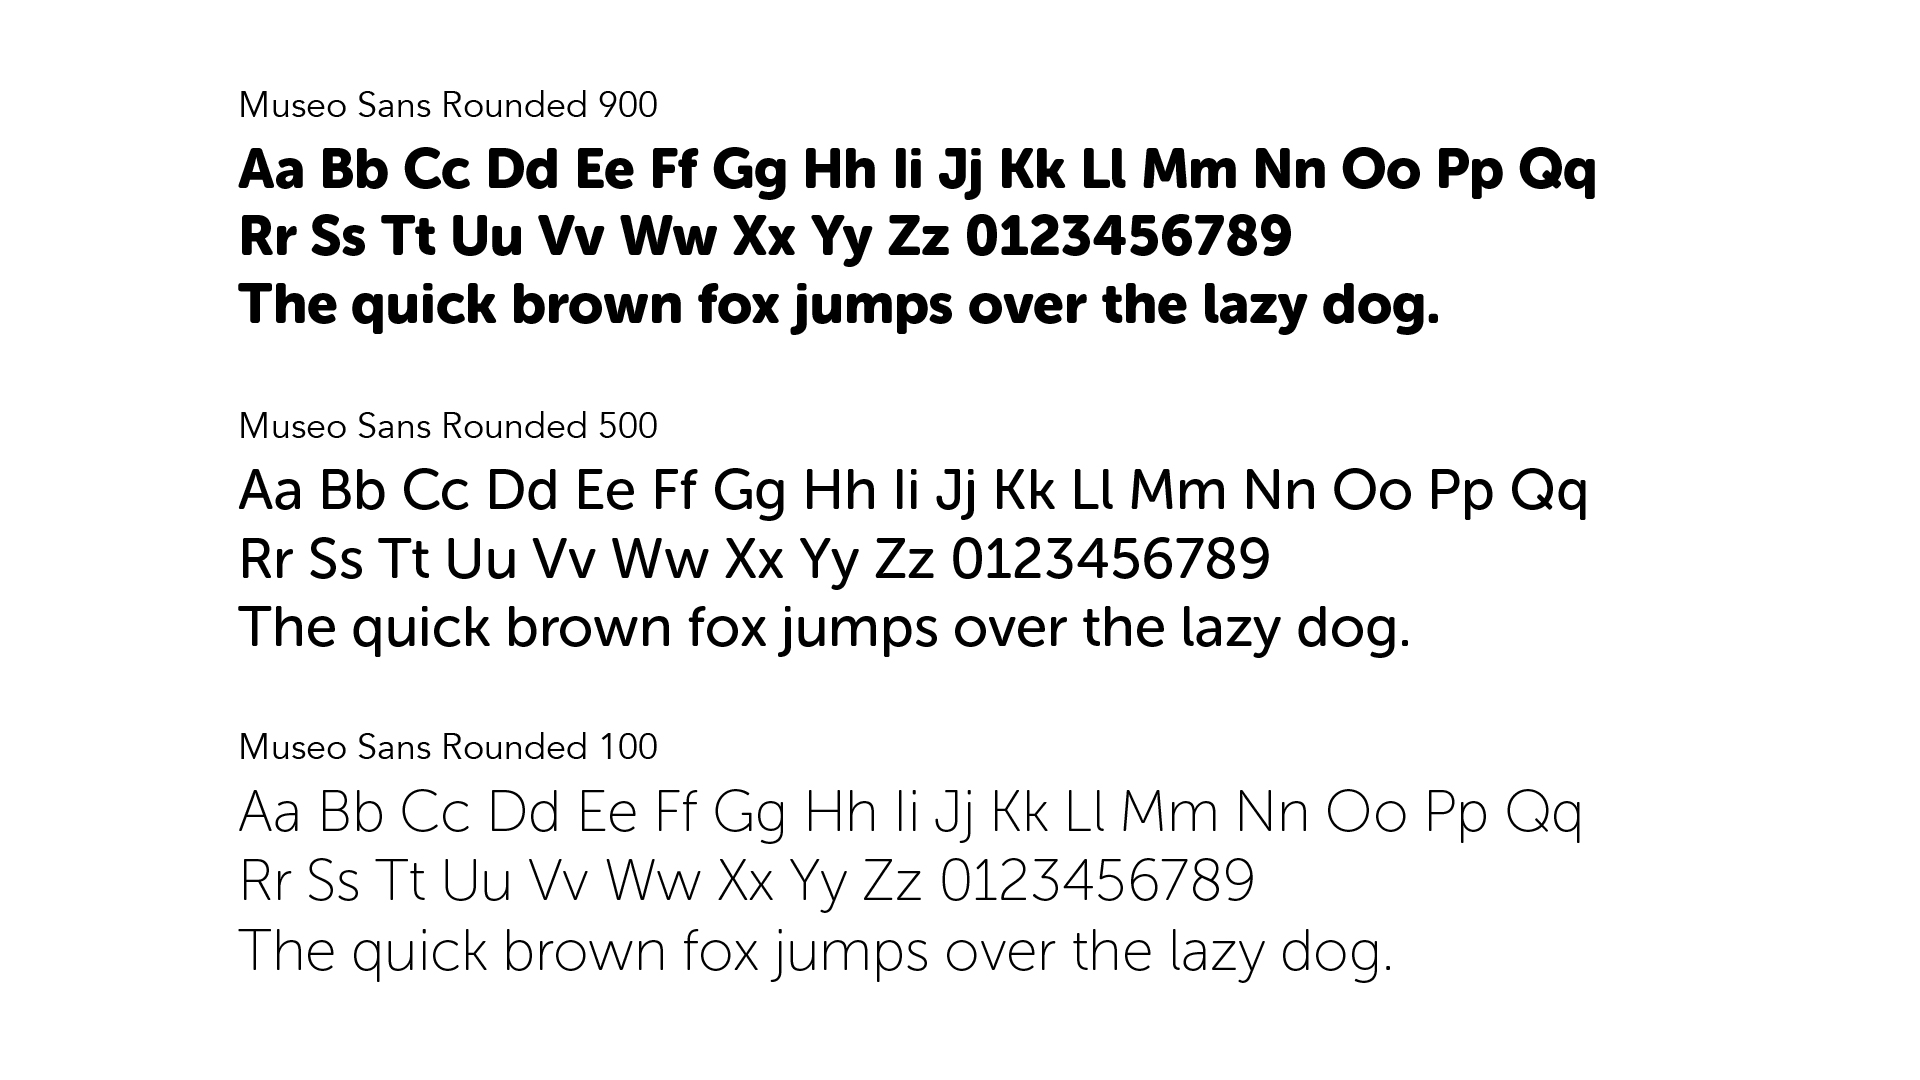 Museo Sans Rounded 900
Aa Bb Cc Dd Ee Ff Gg Hh Ii Jj Kk Ll Mm Nn Oo Pp Qq
Rr Ss Tt Uu Vv Ww Xx Yy Zz 0123456789
The quick brown fox jumps over the lazy dog.
Museo Sans Rounded 500
Aa Bb Cc Dd Ee Ff Gg Hh Ii Jj Kk Ll Mm Nn Oo Pp Qq
Rr Ss Tt Uu Vv Ww Xx Yy Zz 0123456789
The quick brown fox jumps over the lazy dog.
Museo Sans Rounded 100
Aa Bb Cc Dd Ee Ff Gg Hh Ii Jj Kk Ll Mm Nn Oo Pp Qq
Rr Ss Tt Uu Vv Ww Xx Yy Zz 0123456789
The quick brown fox jumps over the lazy dog.